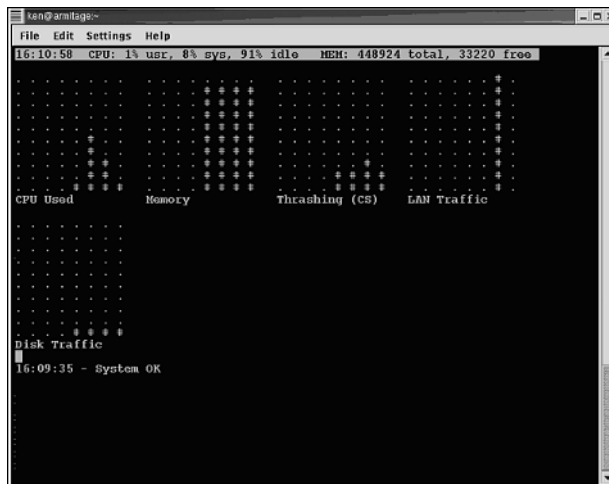 ken@armitage:~
File Edit Settings Help
16:10:58 CPU: 1% usr, 8% sys, 91% idle MEM: 448924 total, 33220 free
CPU Used Memory Thrashing (CS) LAN Traffic
Disk Traffic
16:09:35 - System OK